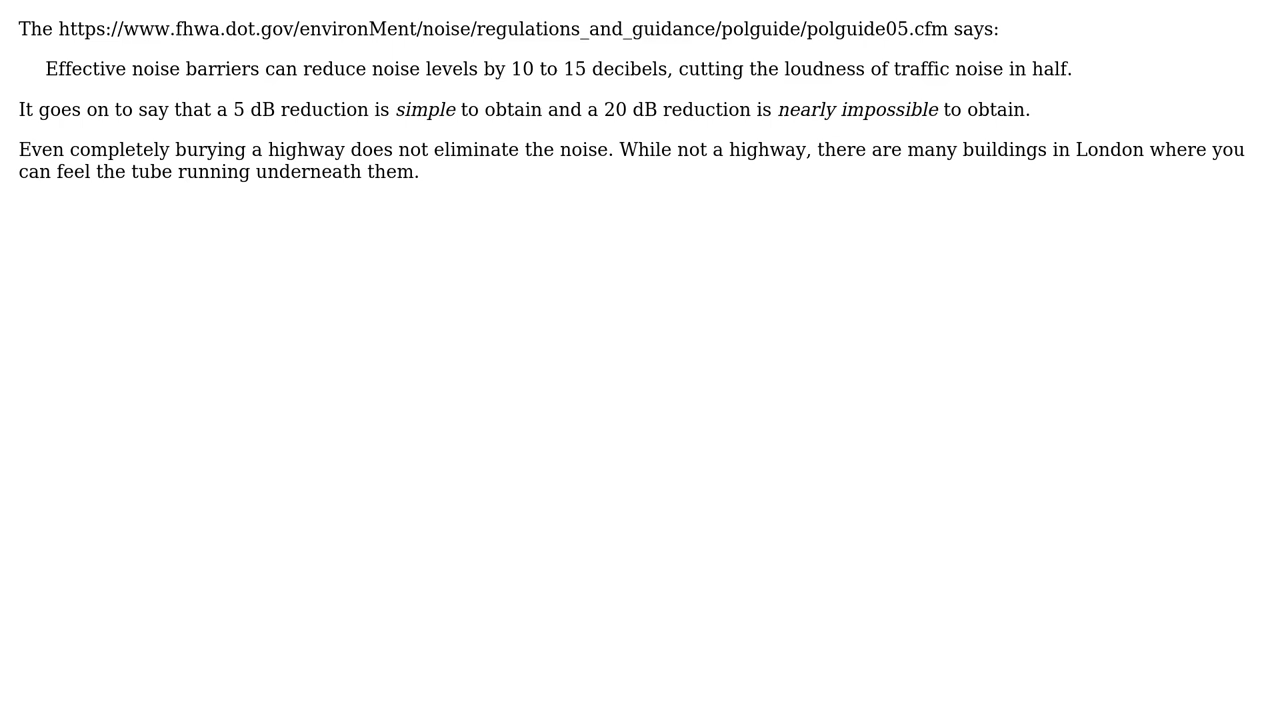 The https://www.fhwa.dot.gov/environMent/noise/regulations_and_guidance/polguide/polguide05.cfm says:
Effective noise barriers can reduce noise levels by 10 to 15 decibels, cutting the loudness of traffic noise in half.
It goes on to say that a 5 dB reduction is simple to obtain and a 20 dB reduction is nearly impossible to obtain.
Even completely burying a highway does not eliminate the noise. While not a highway, there are many buildings in London where you
can feel the tube running underneath them.